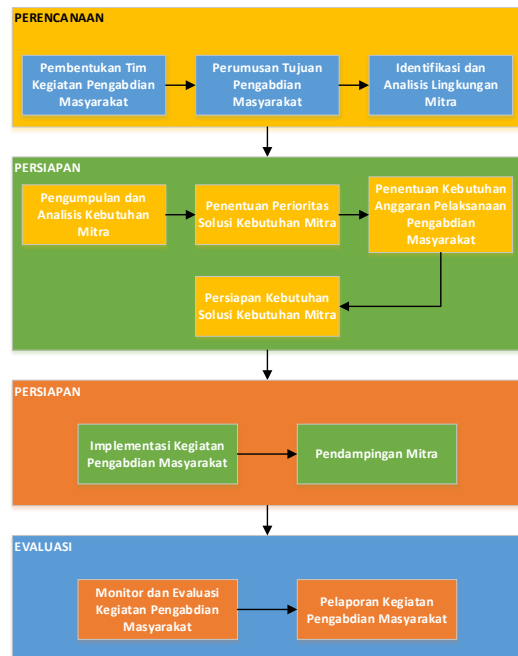 PERENCANAAN
Pembentukan Tim
Kegiatan Pengabdian
Masyarakat
Perumusan Tujuan
Pengabdian
Masyarakat
Identifikasi dan
Analisis Lingkungan
Mitra
PERSIAPAN
Pengumpulan dan
Analisis Kebutuhan
Mitra
Penentuan Perioritas
Solusi Kebutuhan Mitra
Penentuan Kebutuhan
Anggaran Pelaksanaan
Pengabdian
Masyarakat
Persiapan Kebutuhan
Solusi Kebutuhan Mitra
PERSIAPAN
Implementasi Kegiatan
Pengabdian Masyarakat
Pendampingan Mitra
EVALUASI
Monitor dan Evaluasi
Kegiatan Pengabdian
Masyarakat
Pelaporan Kegiatan
Pengabdian Masyarakat